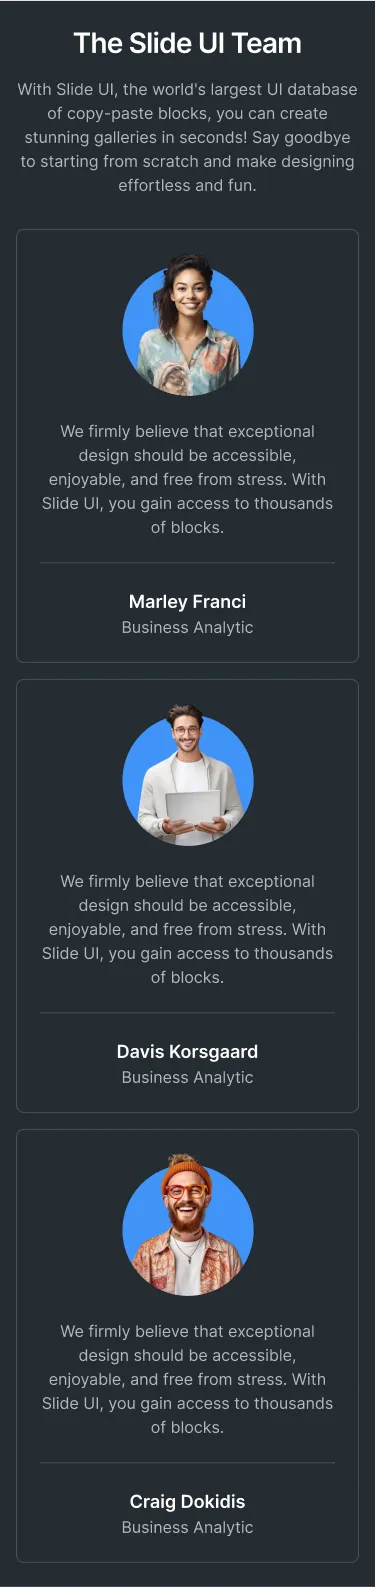 The Slide UI Team
With Slide UI, the world's largest UI database
of copy-paste blocks, you can create
stunning galleries in seconds! Say goodbye
to starting from scratch and make designing
effortless and fun.
We firmly believe that exceptional
design should be accessible,
enjoyable, and free from stress. With
Slide UI, you gain access to thousands
of blocks.
Marley Franci
Business Analytic
We firmly believe that exceptional
design should be accessible,
enjoyable, and free from stress. With
Slide UI, you gain access to thousands
of blocks.
Davis Korsgaard
Business Analytic
We firmly believe that exceptional
design should be accessible,
enjoyable, and free from stress. With
Slide UI, you gain access to thousands
of blocks.
Craig Dokidis
Business Analytic